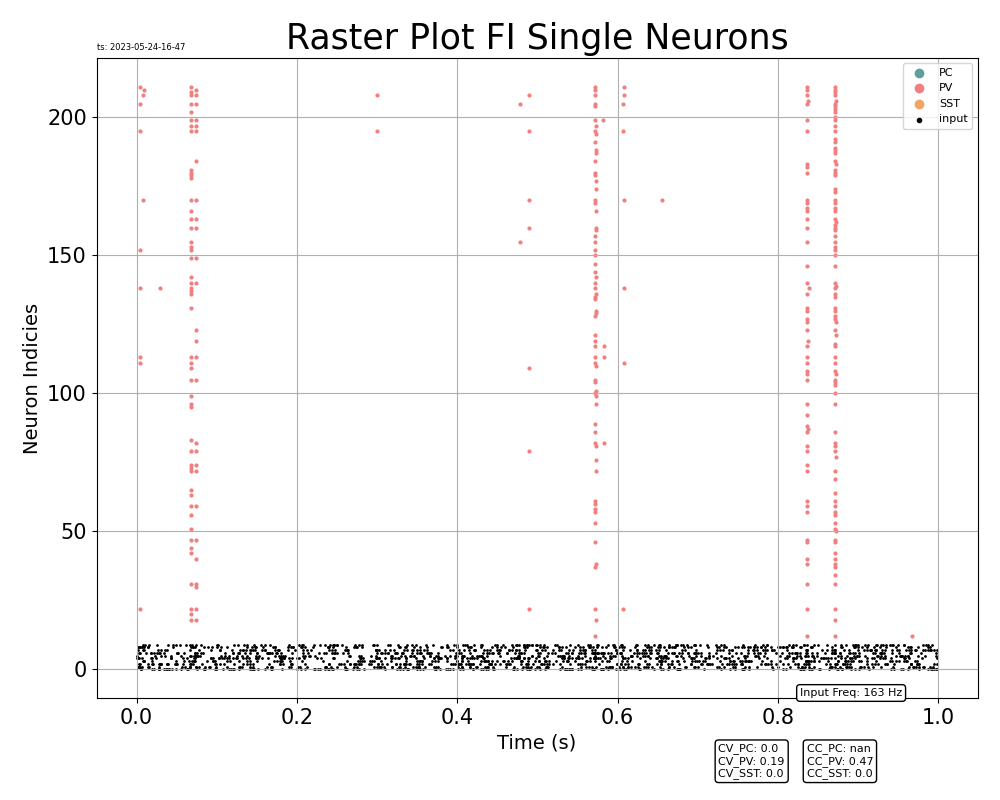 Raster Plot FI Single Neurons
ts: 2023-05-24-16-47
PC
PV
SST
input
Neuron Indicies
200
150
100
50
0
0.0 0.2 0.4 0.6 0.8 1.0
Input Freq: 163 Hz
Time (s)
CV_PC: 0.0
CV_PV: 0.19
CV_SST: 0.0
CC_PC: nan
CC_PV: 0.47
CC_SST: 0.0